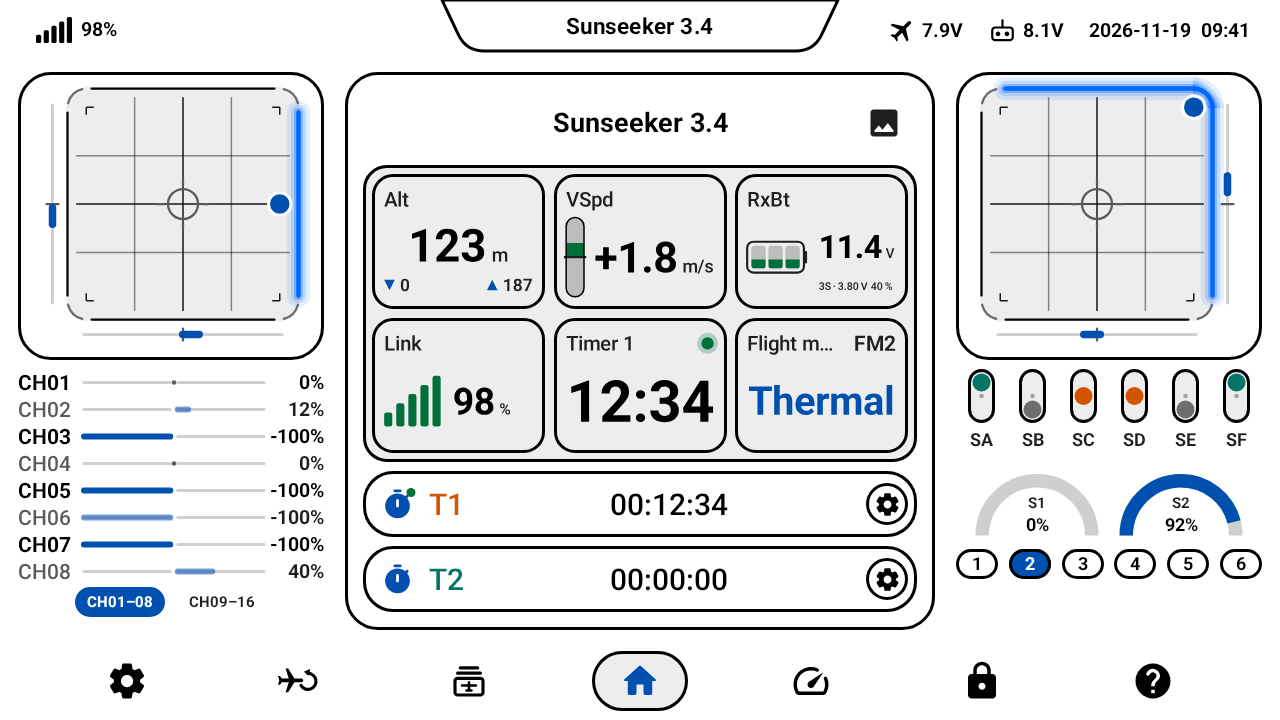 98%
Sunseeker 3.4
7.9V
8.1V
2026-11-19 09:41
Sunseeker 3.4
Alt
123 m
0
187
VSpd
+1.8 m/s
RxBt
11.4 V
3S · 3.80 V 40 %
Link
98 %
Timer 1
12:34
Flight m... FM2
Thermal
T1 00:12:34
T2 00:00:00
CH01 0%
CH02 12%
CH03 -100%
CH04 0%
CH05 -100%
CH06 -100%
CH07 -100%
CH08 40%
CH01–08 CH09–16
SA SB SC SD SE SF
S1
0%
S2
92%
1 2 3 4 5 6